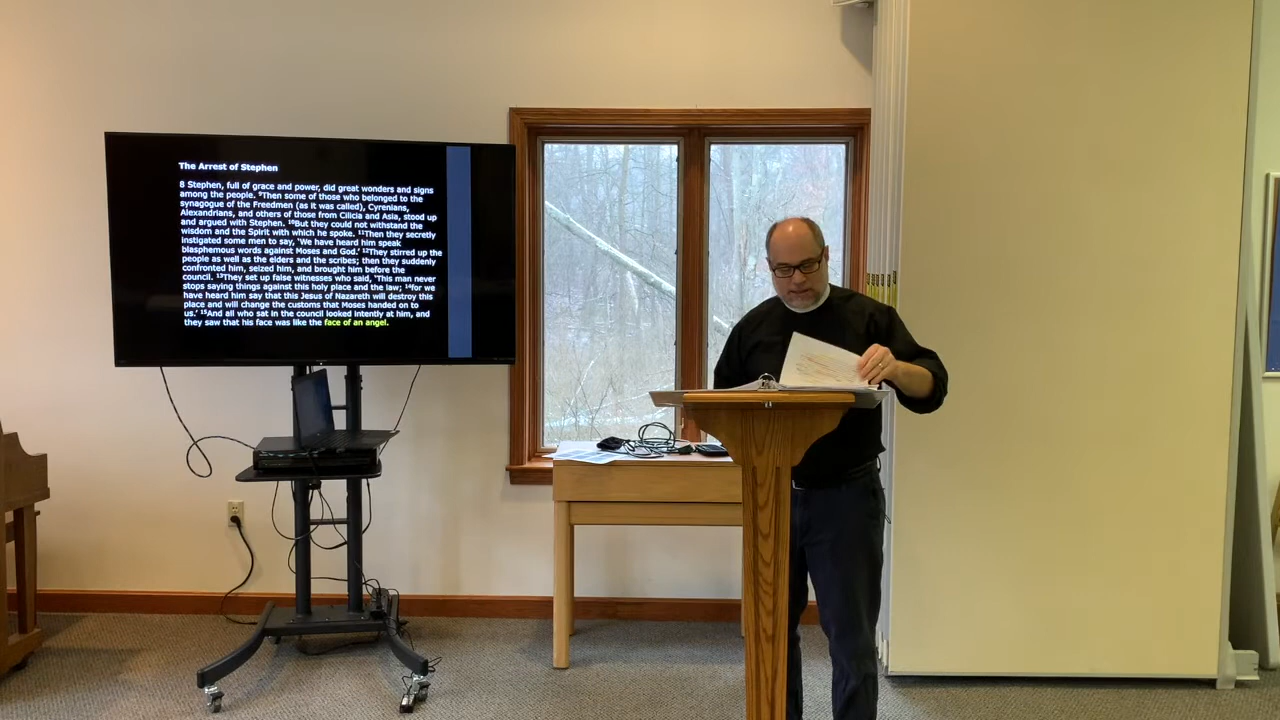 The Arrest of Stephen
8 Stephen, full of grace and power, did great wonders and signs
among the people. ⁹Then some of those who belonged to the
synagogue of the Freedmen (as it was called), Cyrenians,
Alexandrians, and others of those from Cilicia and Asia, stood up
and argued with Stephen. ¹⁰But they could not withstand the
wisdom and the Spirit with which he spoke. ¹¹Then they secretly
instigated some men to say, ‘We have heard him speak
blasphemous words against Moses and God.’ ¹²They stirred up the
people as well as the elders and the scribes; then they suddenly
confronted him, seized him, and brought him before the
council. ¹³They set up false witnesses who said, ‘This man never
stops saying things against this holy place and the law; ¹⁴for we
have heard him say that this Jesus of Nazareth will destroy this
place and will change the customs that Moses handed on to
us.’ ¹⁵And all who sat in the council looked intently at him, and
they saw that his face was like the face of an angel.